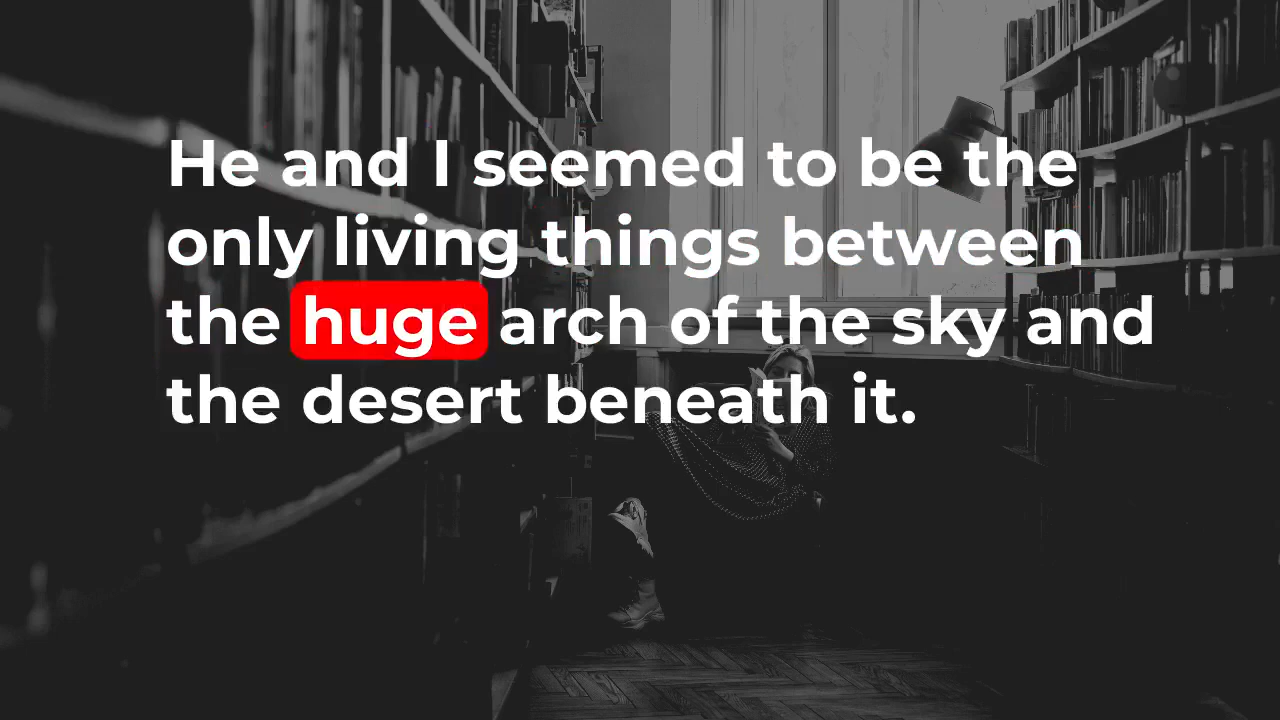 He and I seemed to be the
only living things between
the huge arch of the sky and
the desert beneath it.